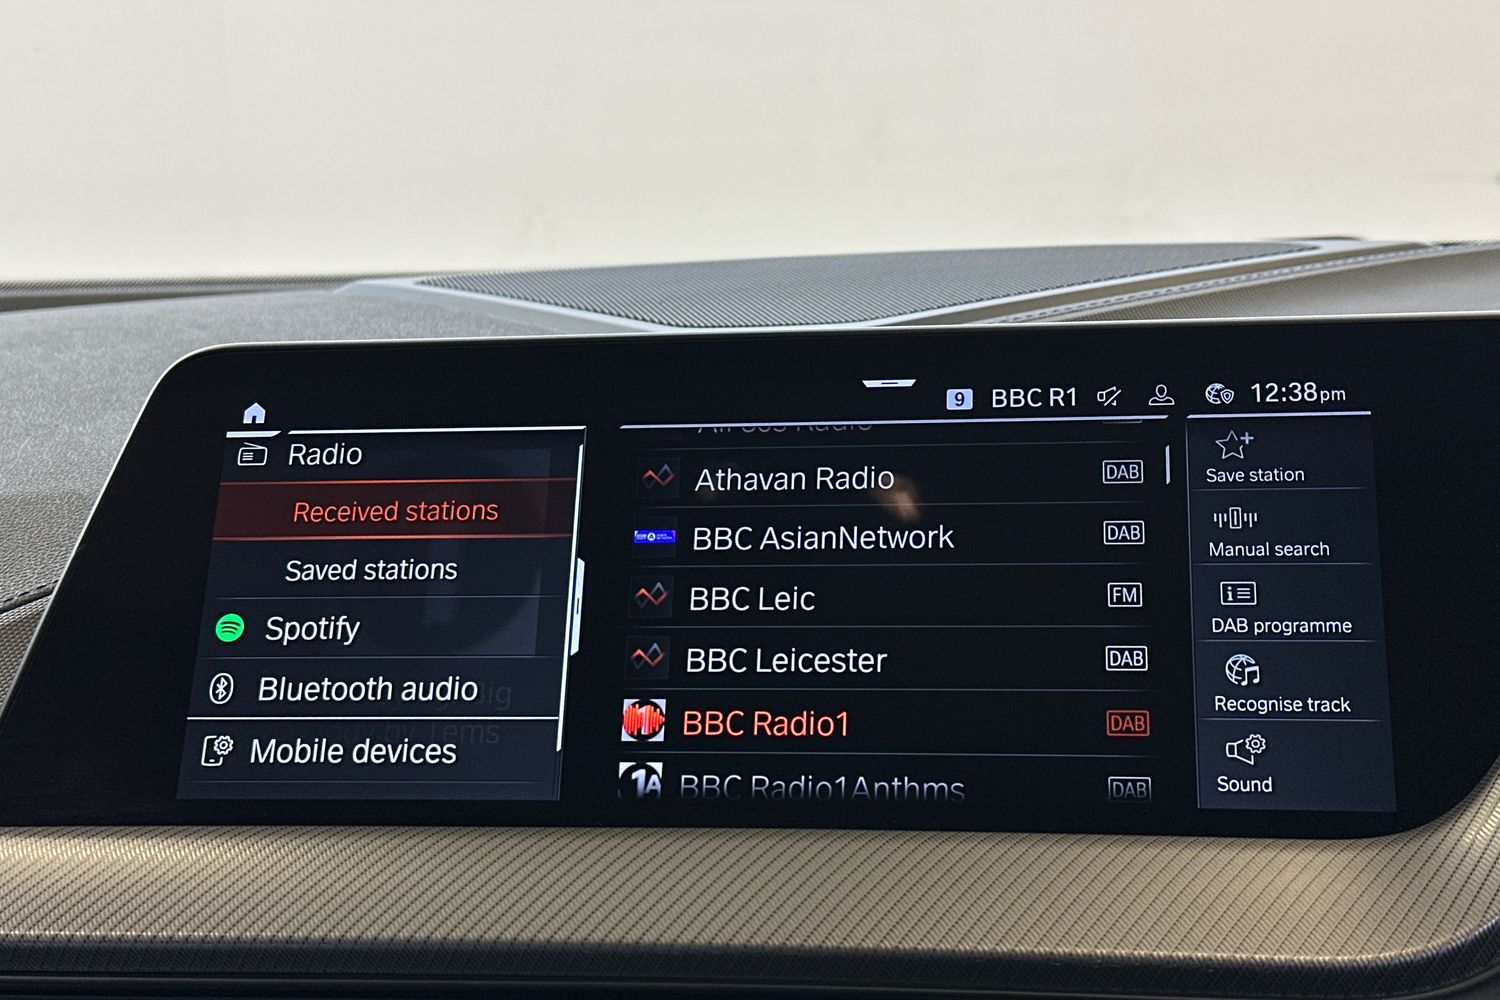 9 BBC R1 12:38pm
Radio
Received stations
Saved stations
Spotify
Bluetooth audio
Mobile devices
Radio
Athavan Radio DAB
BBC AsianNetwork DAB
BBC Leic FM
BBC Leicester DAB
BBC Radio1 DAB
1A BBC Radio1Anthms DAB
Save station
Manual search
DAB programme
Recognise track
Sound